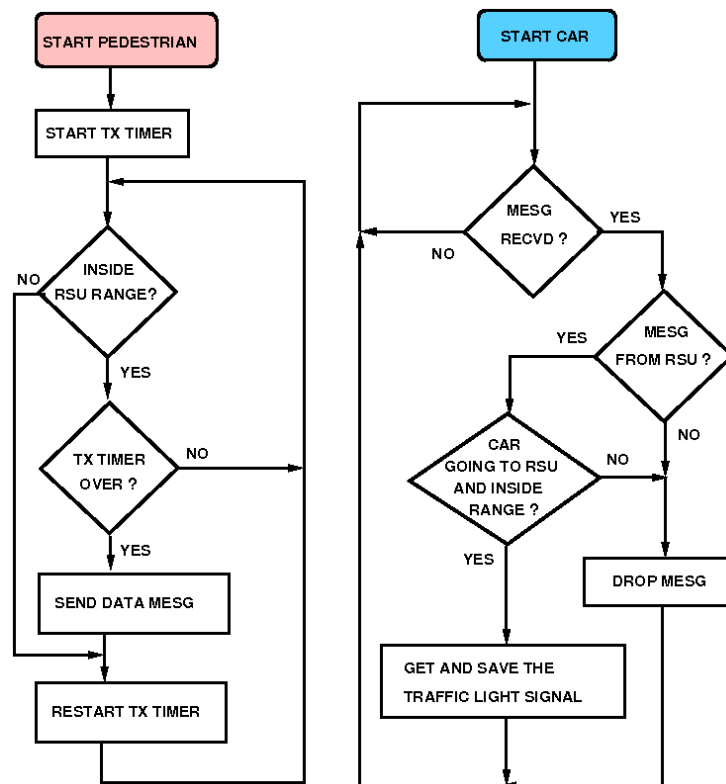 START PEDESTRIAN
START TX TIMER
INSIDE
RSU RANGE?
NO
YES
TX TIMER
OVER ?
NO
YES
SEND DATA MESG
RESTART TX TIMER
START CAR
MESG
RECVD ?
YES
NO
MESG
FROM RSU ?
YES
NO
CAR
GOING TO RSU
AND INSIDE
RANGE ?
NO
YES
DROP MESG
GET AND SAVE THE
TRAFFIC LIGHT SIGNAL